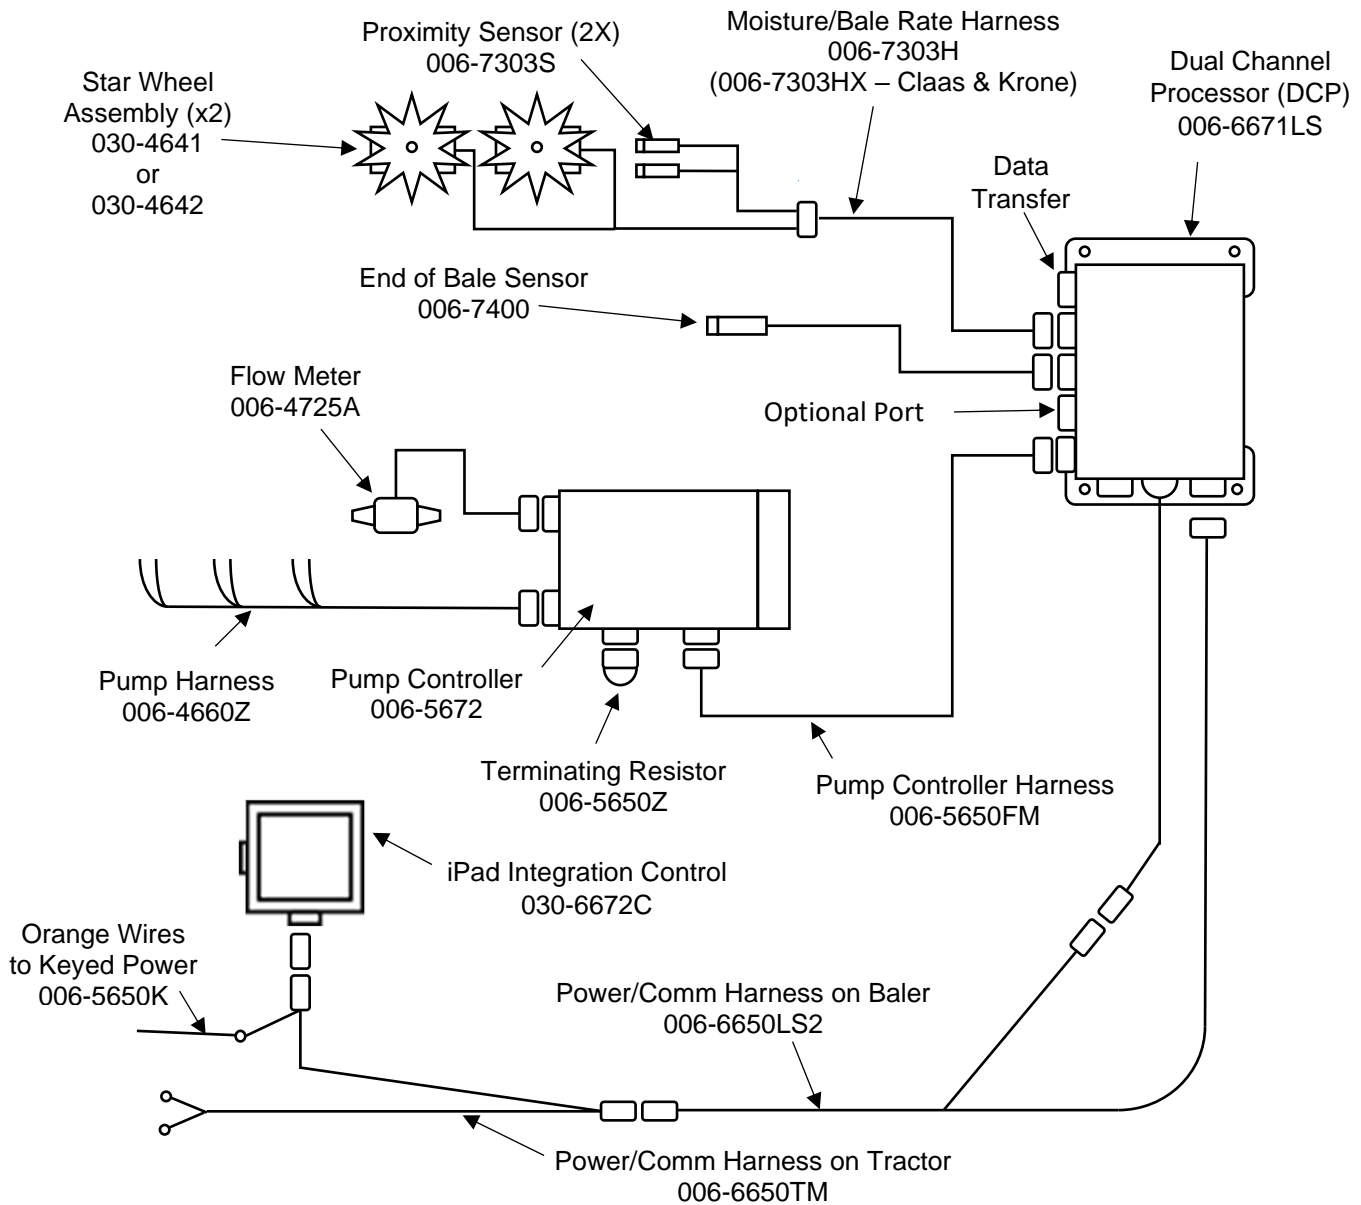 Proximity Sensor (2X)
006-7303S
Moisture/Bale Rate Harness
006-7303H
(006-7303HX – Claas & Krone)
Dual Channel
Processor (DCP)
006-6671LS
Star Wheel
Assembly (x2)
030-4641
or
030-4642
Data
Transfer
End of Bale Sensor
006-7400
Flow Meter
006-4725A
Optional Port
Pump Harness
006-4660Z
Pump Controller
006-5672
Terminating Resistor
006-5650Z
Pump Controller Harness
006-5650FM
iPad Integration Control
030-6672C
Orange Wires
to Keyed Power
006-5650K
Power/Comm Harness on Baler
006-6650LS2
Power/Comm Harness on Tractor
006-6650TM